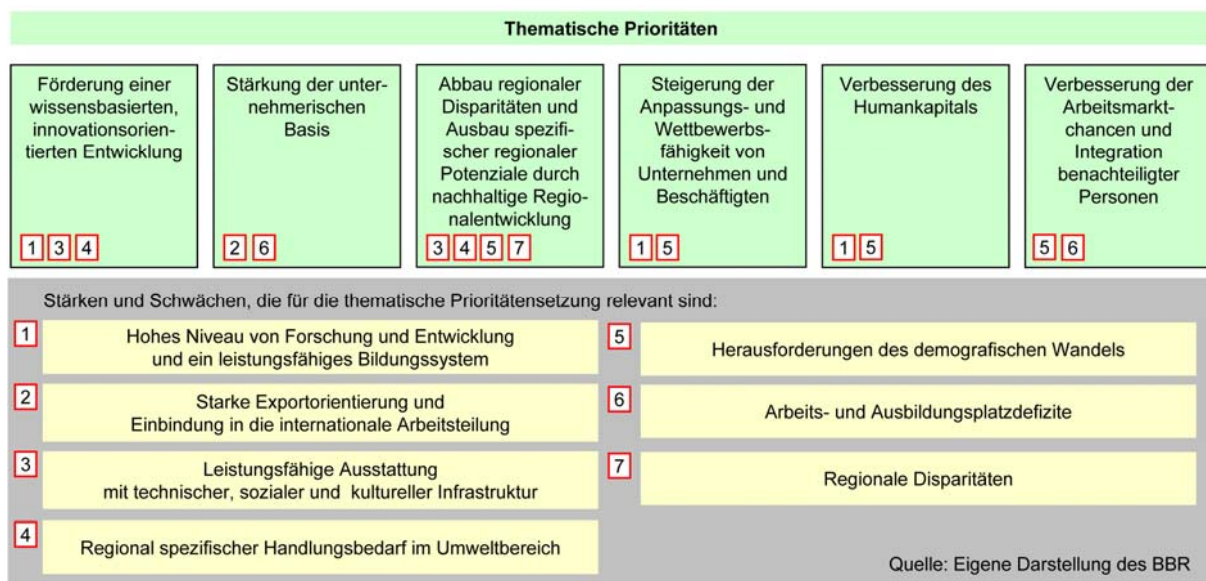 Thematische Prioritäten
Förderung einer
wissensbasierten,
innovationsorien-
tierten Entwicklung
1 3 4
Stärkung der unter-
nehmerischen
Basis
2 6
Abbau regionaler
Disparitäten und
Ausbau spezifi-
scher regionaler
Potenziale durch
nachhaltige Regio-
nalentwicklung
3 4 5 7
Steigerung der
Anpassungs- und
Wettbewerbs-
fähigkeit von
Unternehmen und
Beschäftigten
1 5
Verbesserung des
Humankapitals
1 5
Verbesserung der
Arbeitsmarkt-
chancen und
Integration
benachteiligter
Personen
5 6
Stärken und Schwächen, die für die thematische Prioritätensetzung relevant sind:
1
Hohes Niveau von Forschung und Entwicklung
und ein leistungsfähiges Bildungssystem
2
Starke Exportorientierung und
Einbindung in die internationale Arbeitsteilung
3
Leistungsfähige Ausstattung
mit technischer, sozialer und kultureller Infrastruktur
4
Regional spezifischer Handlungsbedarf im Umweltbereich
5
Herausforderungen des demografischen Wandels
6
Arbeits- und Ausbildungsplatzdefizite
7
Regionale Disparitäten
Quelle: Eigene Darstellung des BBR